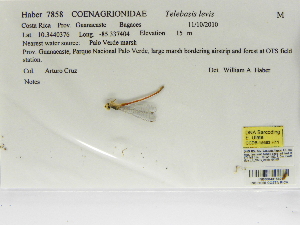 Haber 7858 COENAGRIONIDAE Telebasis levis M
Costa Rica Prov Guanacaste Bagaces 11/10/2010
Lat 10.3440376 Long -85.337404 Elevation 15 m
Nearest water source: Palo Verde marsh
Prov. Guanacaste, Parque Nacional Palo Verde, large marsh bordering airstrip and forest at OTS field
station.
Col Arturo Cruz Det William A. Haber
DNA Barcoding